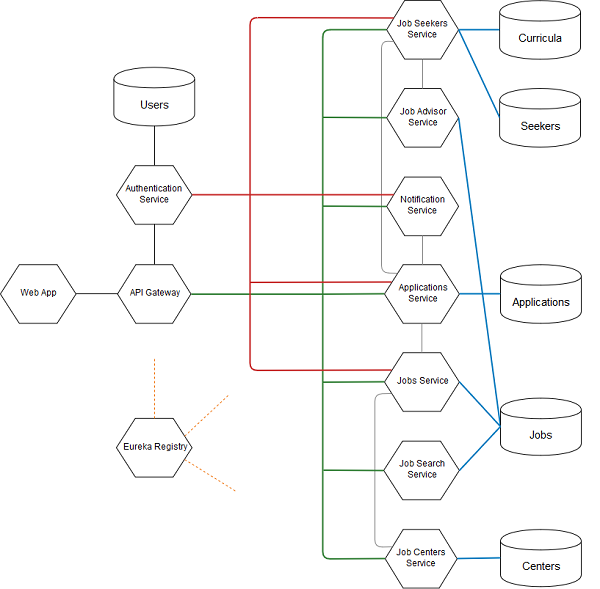 Job Seekers
Service
Curricula
Users
Job Advisor
Service
Seekers
Authentication
Service
Notification
Service
Web App
API Gateway
Applications
Service
Applications
Jobs Service
Eureka Registry
Jobs
Job Search
Service
Job Centers
Service
Centers